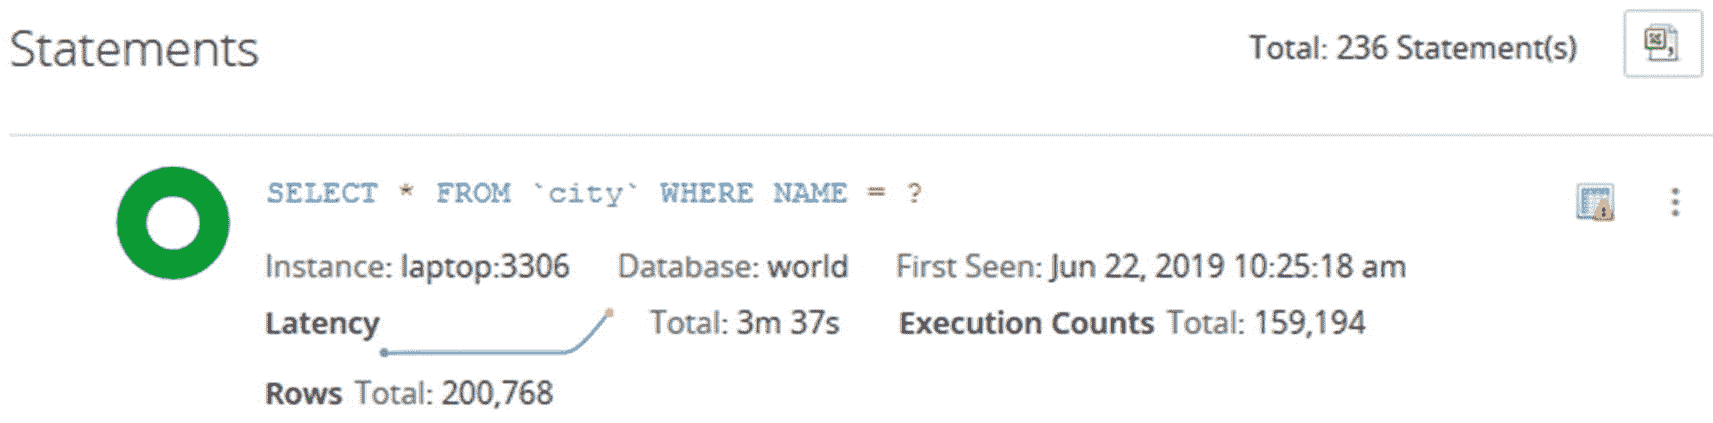 Statements
Total: 236 Statement(s)
SELECT * FROM `city` WHERE NAME = ?
Instance: laptop:3306 Database: world First Seen: Jun 22, 2019 10:25:18 am
Latency Total: 3m 37s Execution Counts Total: 159,194
Rows Total: 200,768